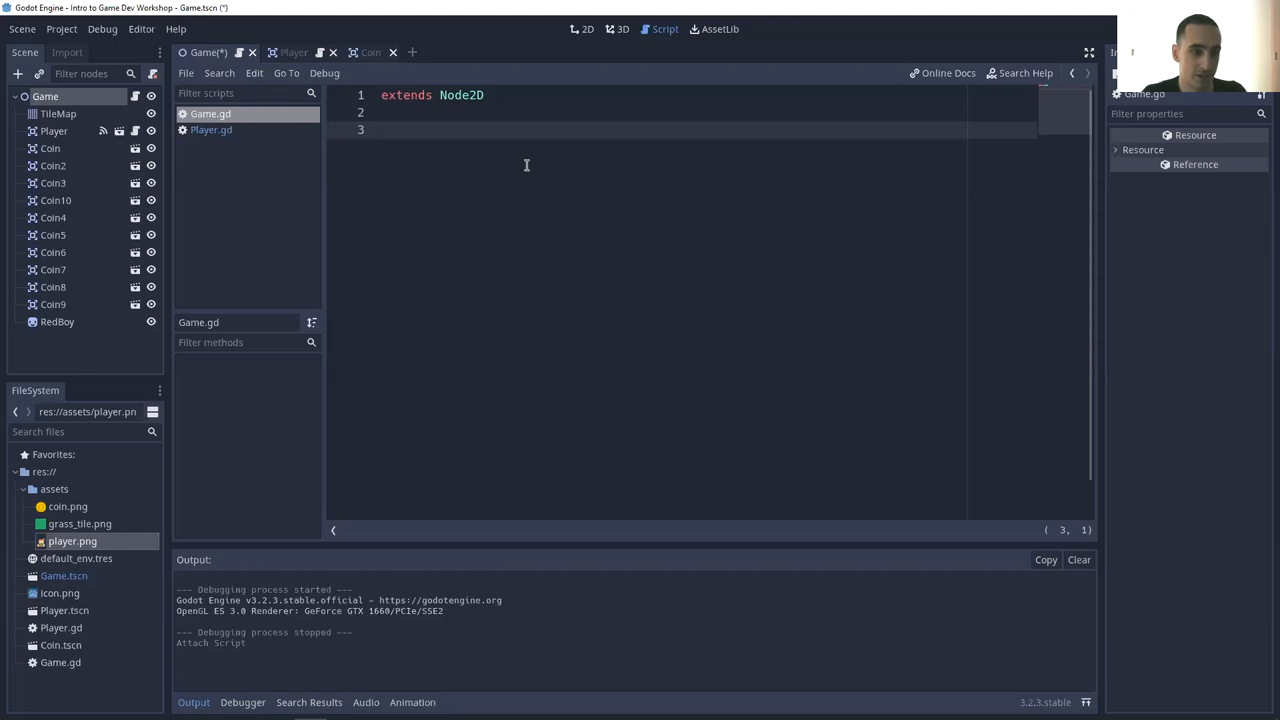 Godot Engine - Intro to Game Dev Workshop - Game.tscn (*)
Scene Project Debug Editor Help
2D 3D Script AssetLib
Scene Import
Filter nodes
Game
TileMap
Player
Coin
Coin2
Coin3
Coin10
Coin4
Coin5
Coin6
Coin7
Coin8
Coin9
RedBoy
FileSystem
res://assets/player.pn
Search files
Favorites:
res://
assets
coin.png
grass_tile.png
player.png
default_env.tres
Game.tscn
icon.png
Player.tscn
Player.gd
Coin.tscn
Game.gd
Game(*) Player Coin
File Search Edit Go To Debug
Online Docs Search Help
Filter scripts
Game.gd
Player.gd
Game.gd
Filter methods
1 extends Node2D
2
3
( 3, 1)
Output:
Copy Clear
--- Debugging process started ---
Godot Engine v3.2.3.stable.official - https://godotengine.org
OpenGL ES 3.0 Renderer: GeForce GTX 1660/PCIe/SSE2
--- Debugging process stopped ---
Attach Script
Output Debugger Search Results Audio Animation
3.2.3.stable
Game.gd
Filter properties
Resource
Resource
Reference